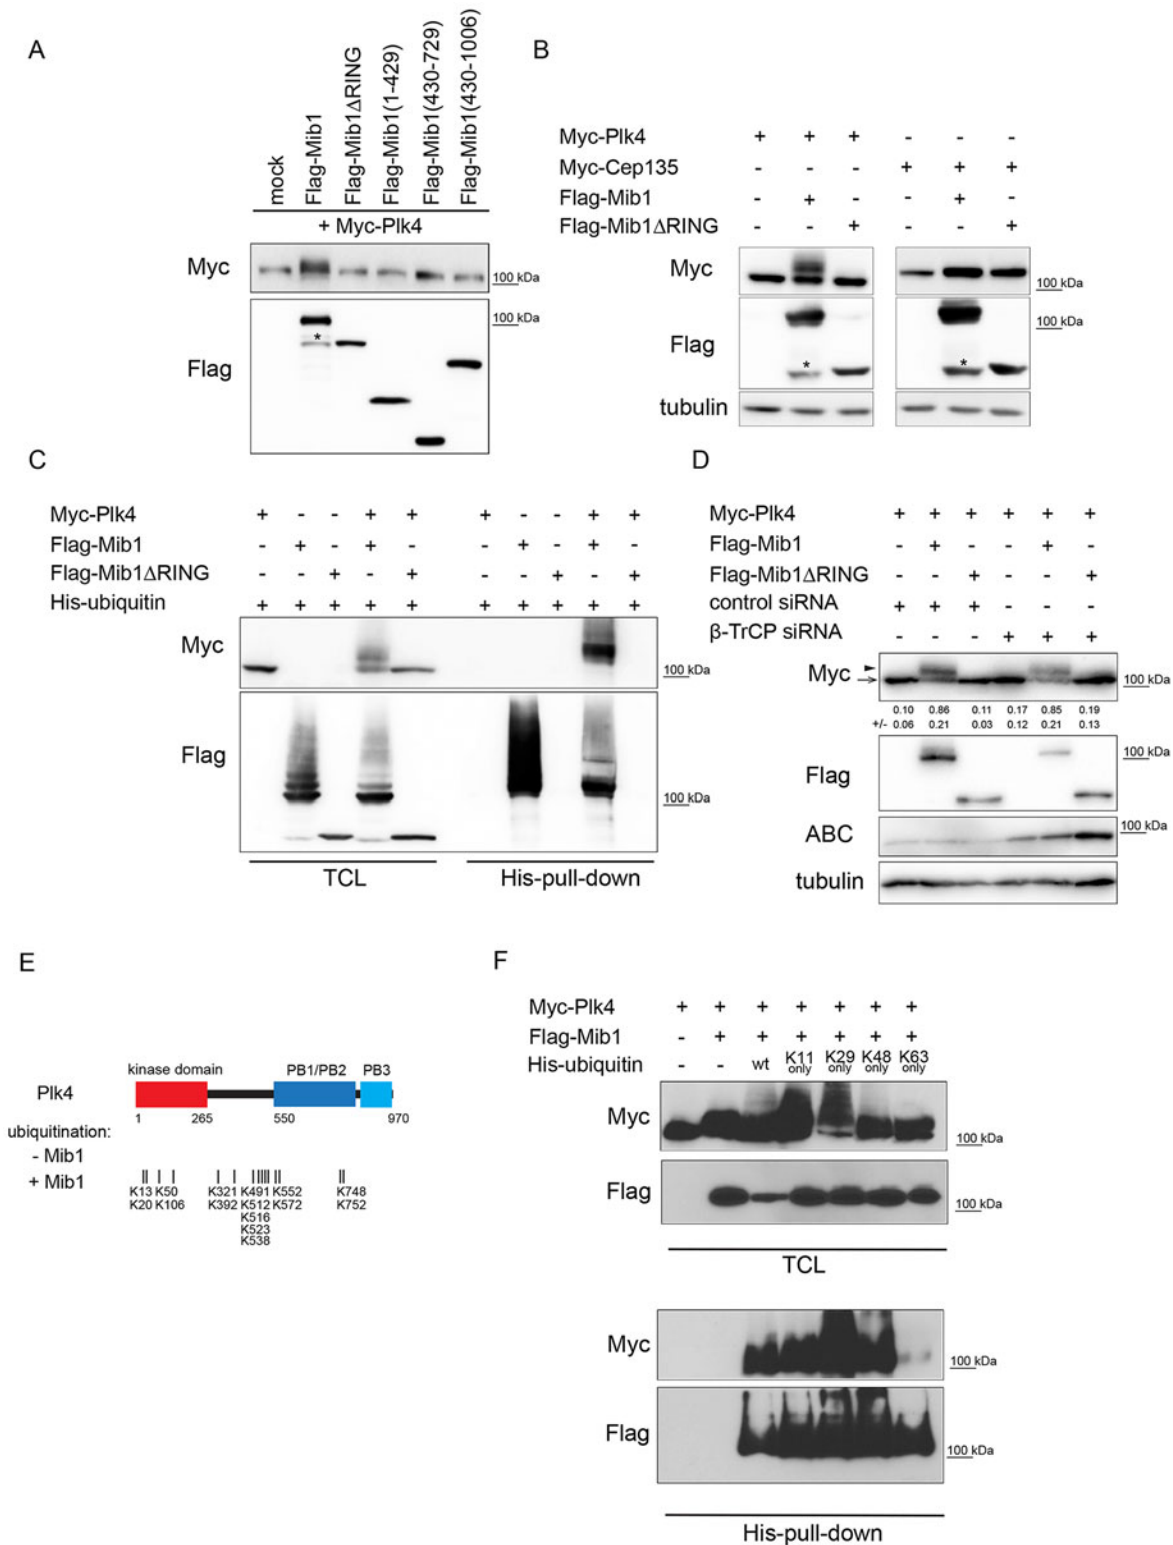 A
mock
Flag-Mib1
Flag-Mib1ΔRING
Flag-Mib1(1-429)
Flag-Mib1(430-729)
Flag-Mib1(430-1006)
+ Myc-Plk4
Myc
100 kDa
100 kDa
*
Flag
B
Myc-Plk4 + + + - - -
Myc-Cep135 - - - + + +
Flag-Mib1 - + - - + -
Flag-Mib1ΔRING - - + - - +
Myc
100 kDa
100 kDa
Flag
* *
tubulin
C
Myc-Plk4 + - - + + + - - + +
Flag-Mib1 - + - + - - + - + -
Flag-Mib1ΔRING - - + - + - - + - +
His-ubiquitin + + + + + + + + + +
Myc
100 kDa
Flag
100 kDa
TCL His-pull-down
D
Myc-Plk4 + + + + + +
Flag-Mib1 - + - - + -
Flag-Mib1ΔRING - - + - - +
control siRNA + + + - - -
β-TrCP siRNA - - - + + +
Myc
100 kDa
0.10 0.86 0.11 0.17 0.85 0.19
+/- 0.06 0.21 0.03 0.12 0.21 0.13
Flag
100 kDa
ABC
100 kDa
tubulin
E
kinase domain PB1/PB2 PB3
Plk4
1 265 550 970
ubiquitination:
- Mib1
+ Mib1
K13 K50 K321 K491 K552 K748
K20 K106 K392 K512 K572 K752
K516
K523
K538
F
Myc-Plk4 + + + + + + +
Flag-Mib1 - + + + + + +
His-ubiquitin - - wt K11 K29 K48 K63
only only only only
Myc
100 kDa
Flag
100 kDa
TCL
Myc
100 kDa
Flag
100 kDa
His-pull-down